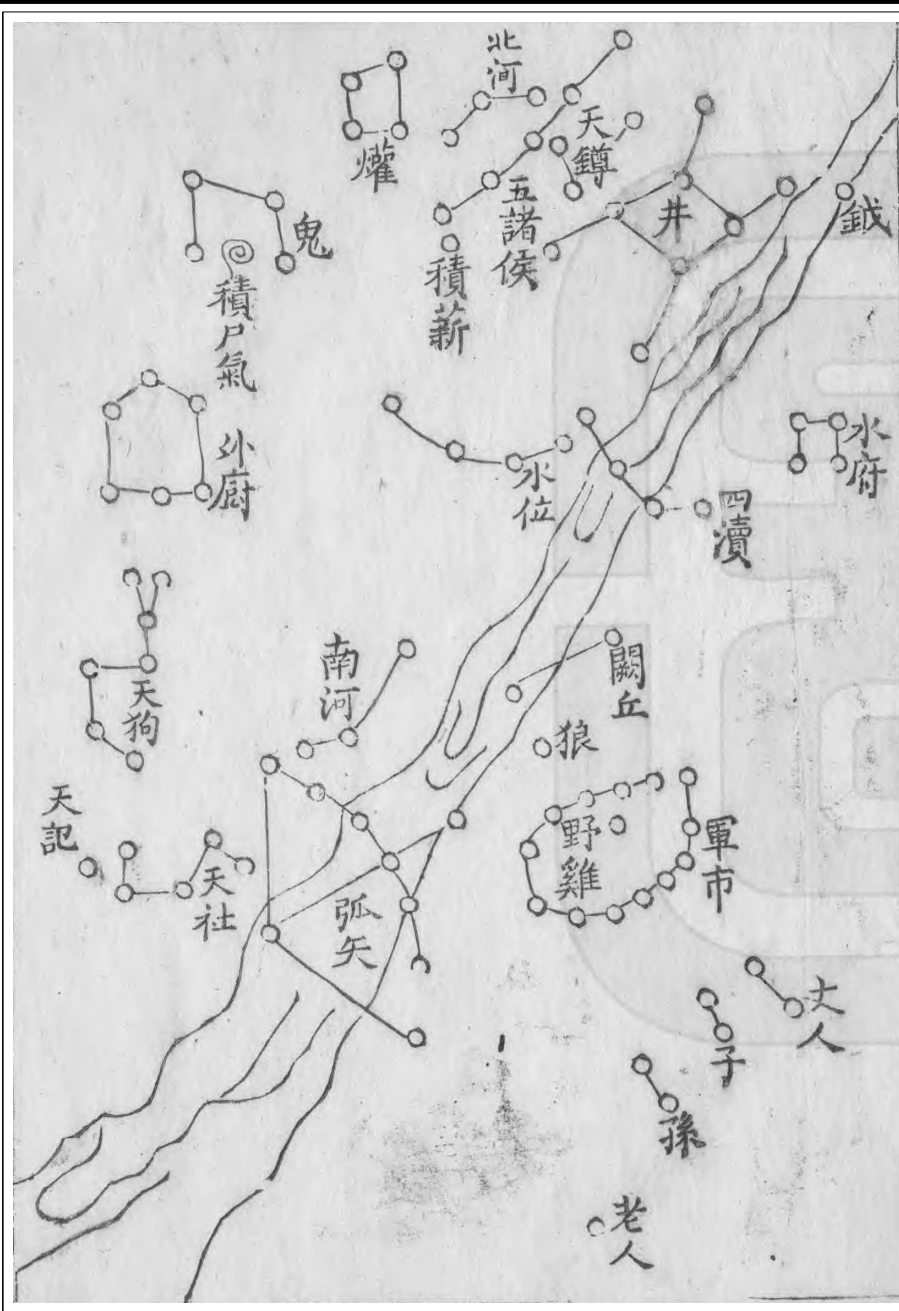 鉞
井
天鐏
北河
五諸侯
積薪
爟
鬼
積尸氣
外廚
水府
四瀆
水位
闕丘
狼
南河
天狗
軍市
野雞
弧矢
天社
天記
丈人
子
孫
老人